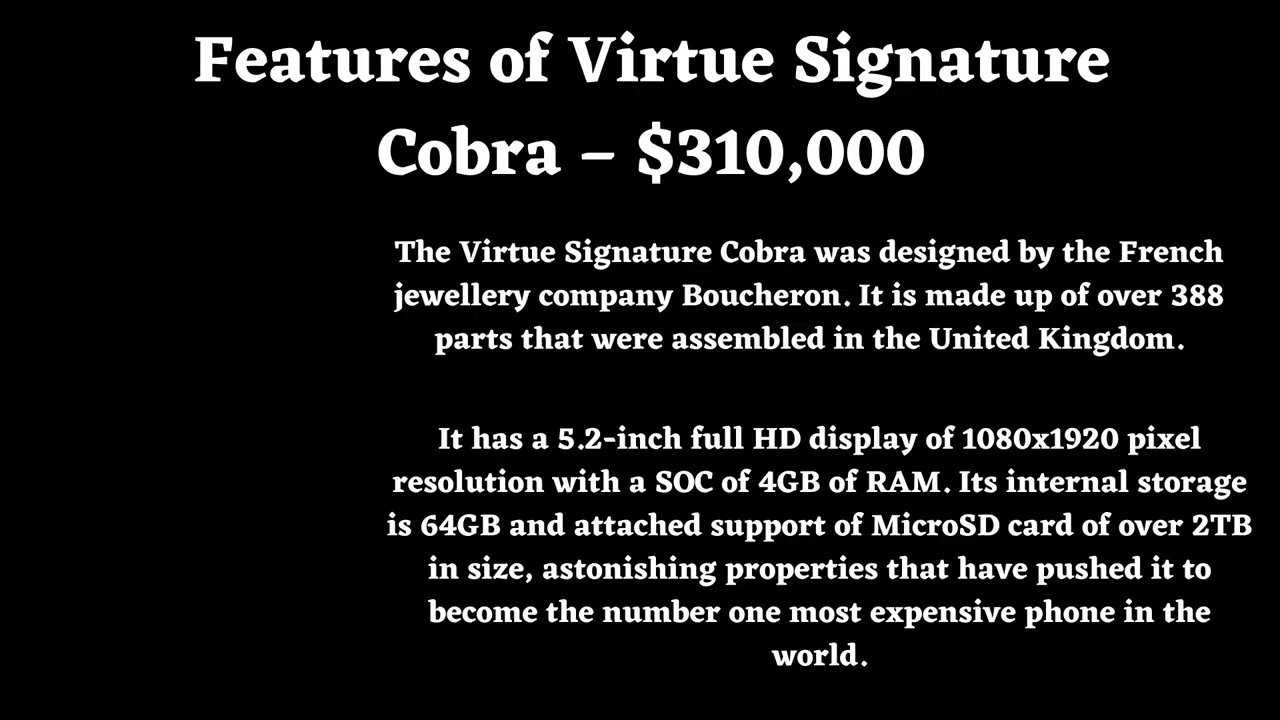 Features of Virtue Signature
Cobra – $310,000
The Virtue Signature Cobra was designed by the French
jewellery company Boucheron. It is made up of over 388
parts that were assembled in the United Kingdom.
It has a 5.2-inch full HD display of 1080x1920 pixel
resolution with a SOC of 4GB of RAM. Its internal storage
is 64GB and attached support of MicroSD card of over 2TB
in size, astonishing properties that have pushed it to
become the number one most expensive phone in the
world.